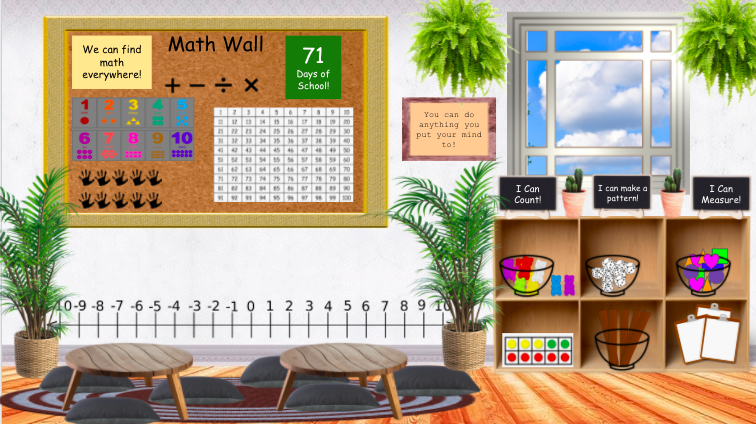 We can find
math
everywhere!
Math Wall
+ − ÷ ×
71
Days of
School!
1 2 3 4 5
6 7 8 9 10
1 2 3 4 5 6 7 8 9 10
11 12 13 14 15 16 17 18 19 20
21 22 23 24 25 26 27 28 29 30
31 32 33 34 35 36 37 38 39 40
41 42 43 44 45 46 47 48 49 50
51 52 53 54 55 56 57 58 59 60
61 62 63 64 65 66 67 68 69 70
71 72 73 74 75 76 77 78 79 80
81 82 83 84 85 86 87 88 89 90
91 92 93 94 95 96 97 98 99 100
You can do
anything you
put your mind
to!
I Can
Count!
I can make a
pattern!
I Can
Measure!
-10 -9 -8 -7 -6 -5 -4 -3 -2 -1 0 1 2 3 4 5 6 7 8 9 10